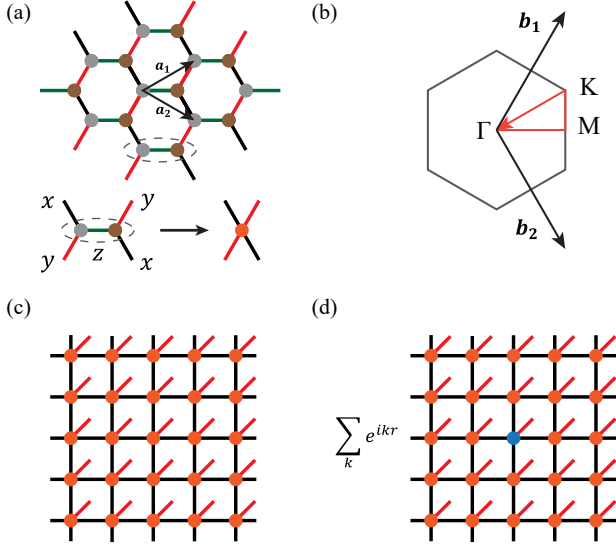 (a)
a₁
a₂
x
y
y
z
x
(b)
b₁
K
Γ
M
b₂
(c)
(d)
∑ e^{ikr}
k